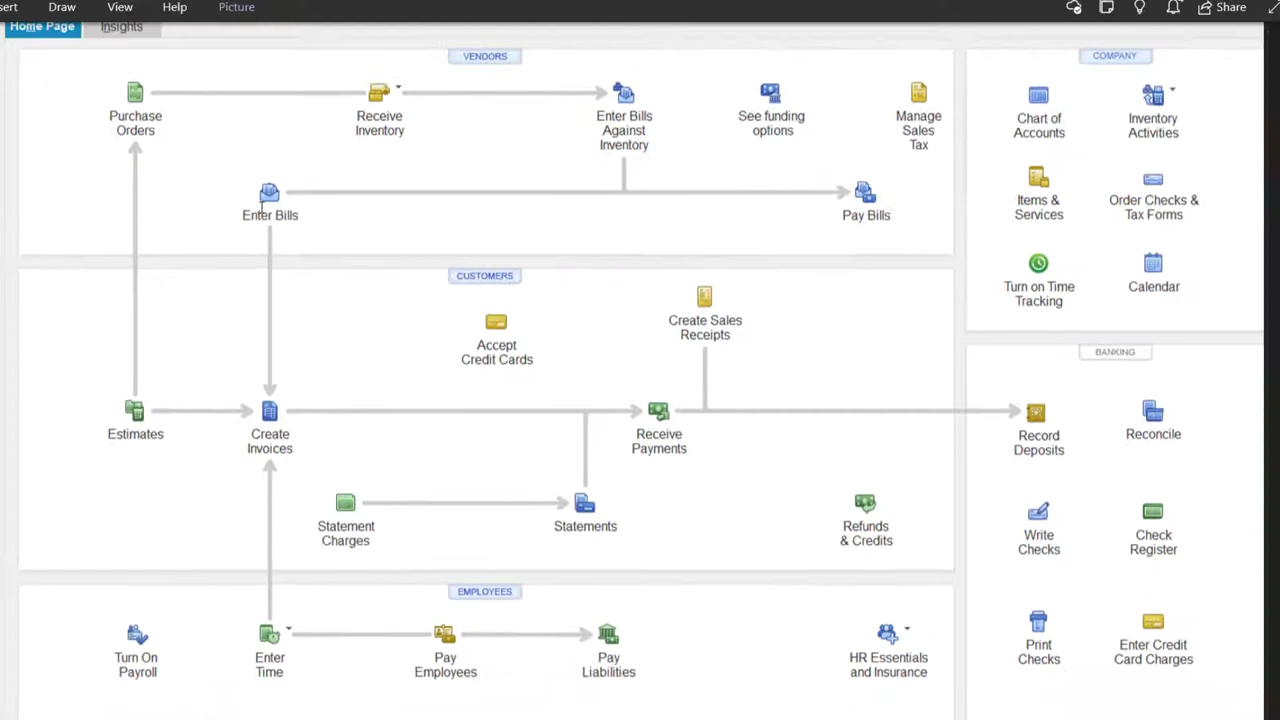 sert Draw View Help Picture Share
Home Page Insights
VENDORS
Purchase
Orders
Receive
Inventory
Enter Bills
Against
Inventory
See funding
options
Manage
Sales
Tax
Enter Bills
Pay Bills
CUSTOMERS
Accept
Credit Cards
Create Sales
Receipts
Estimates
Create
Invoices
Receive
Payments
Statement
Charges
Statements
Refunds
& Credits
EMPLOYEES
Turn On
Payroll
Enter
Time
Pay
Employees
Pay
Liabilities
HR Essentials
and Insurance
COMPANY
Chart of
Accounts
Inventory
Activities
Items &
Services
Order Checks &
Tax Forms
Turn on Time
Tracking
Calendar
BANKING
Record
Deposits
Reconcile
Write
Checks
Check
Register
Print
Checks
Enter Credit
Card Charges